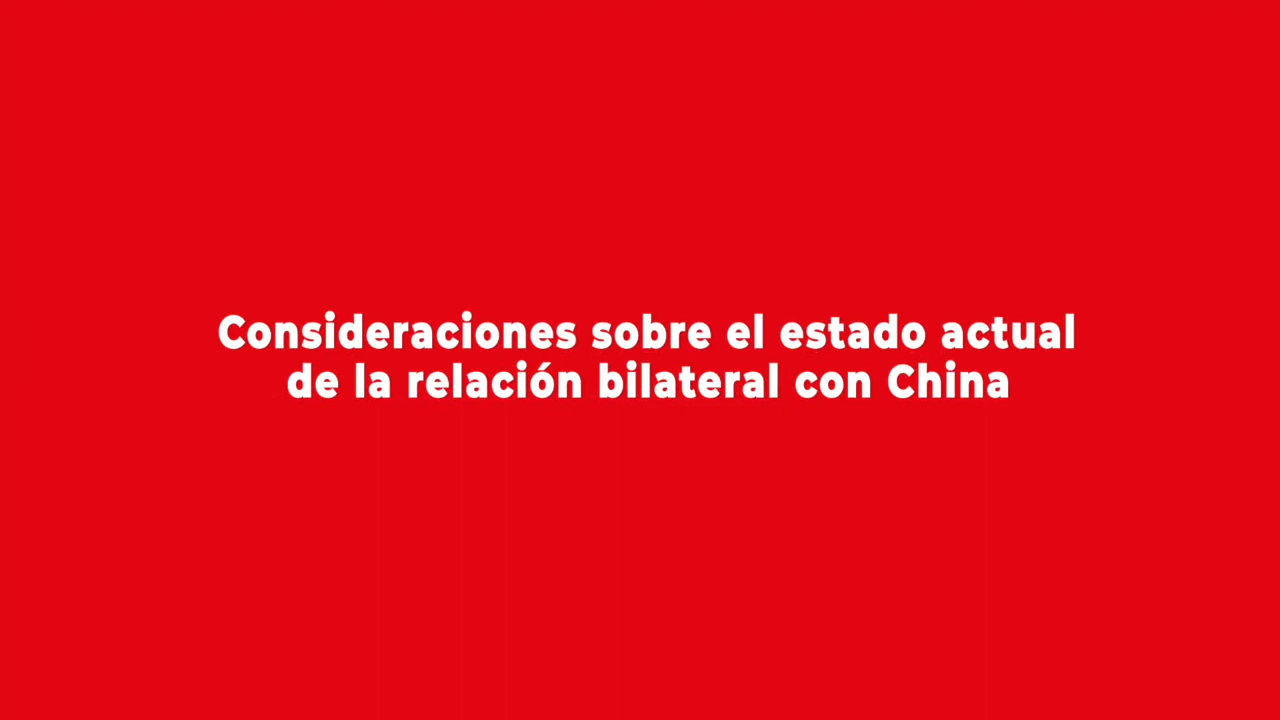 Consideraciones sobre el estado actual
de la relación bilateral con China